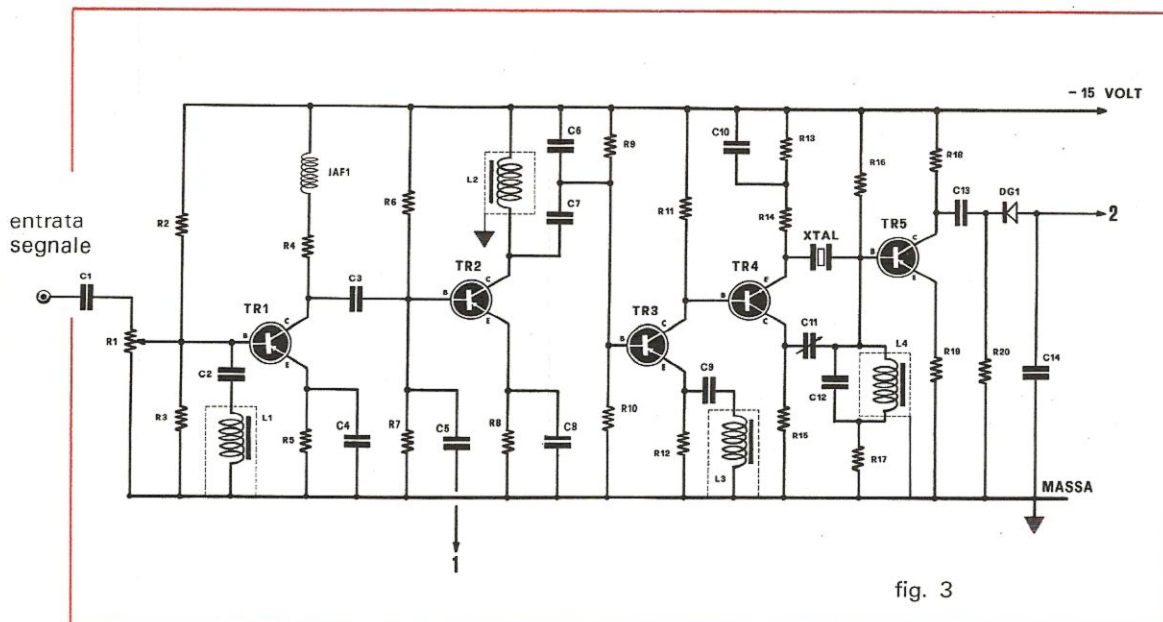 - 15 VOLT
C6
C10
R13
R9
R16
R18
JAF1
L2
R6
C13
DG1
2
C7
R11
R14
entrata
segnale
R2
XTAL
TR5
C
B
E
C1
R4
C3
TR2
C
B
E
TR4
F
B
C
TR1
C
B
E
TR3
C
B
E
R1
C11
L4
C2
C9
R19
R20
C14
C12
R3
L1
R5
C4
R7
C5
R8
C8
R10
R12
L3
R15
R17
MASSA
1
fig. 3